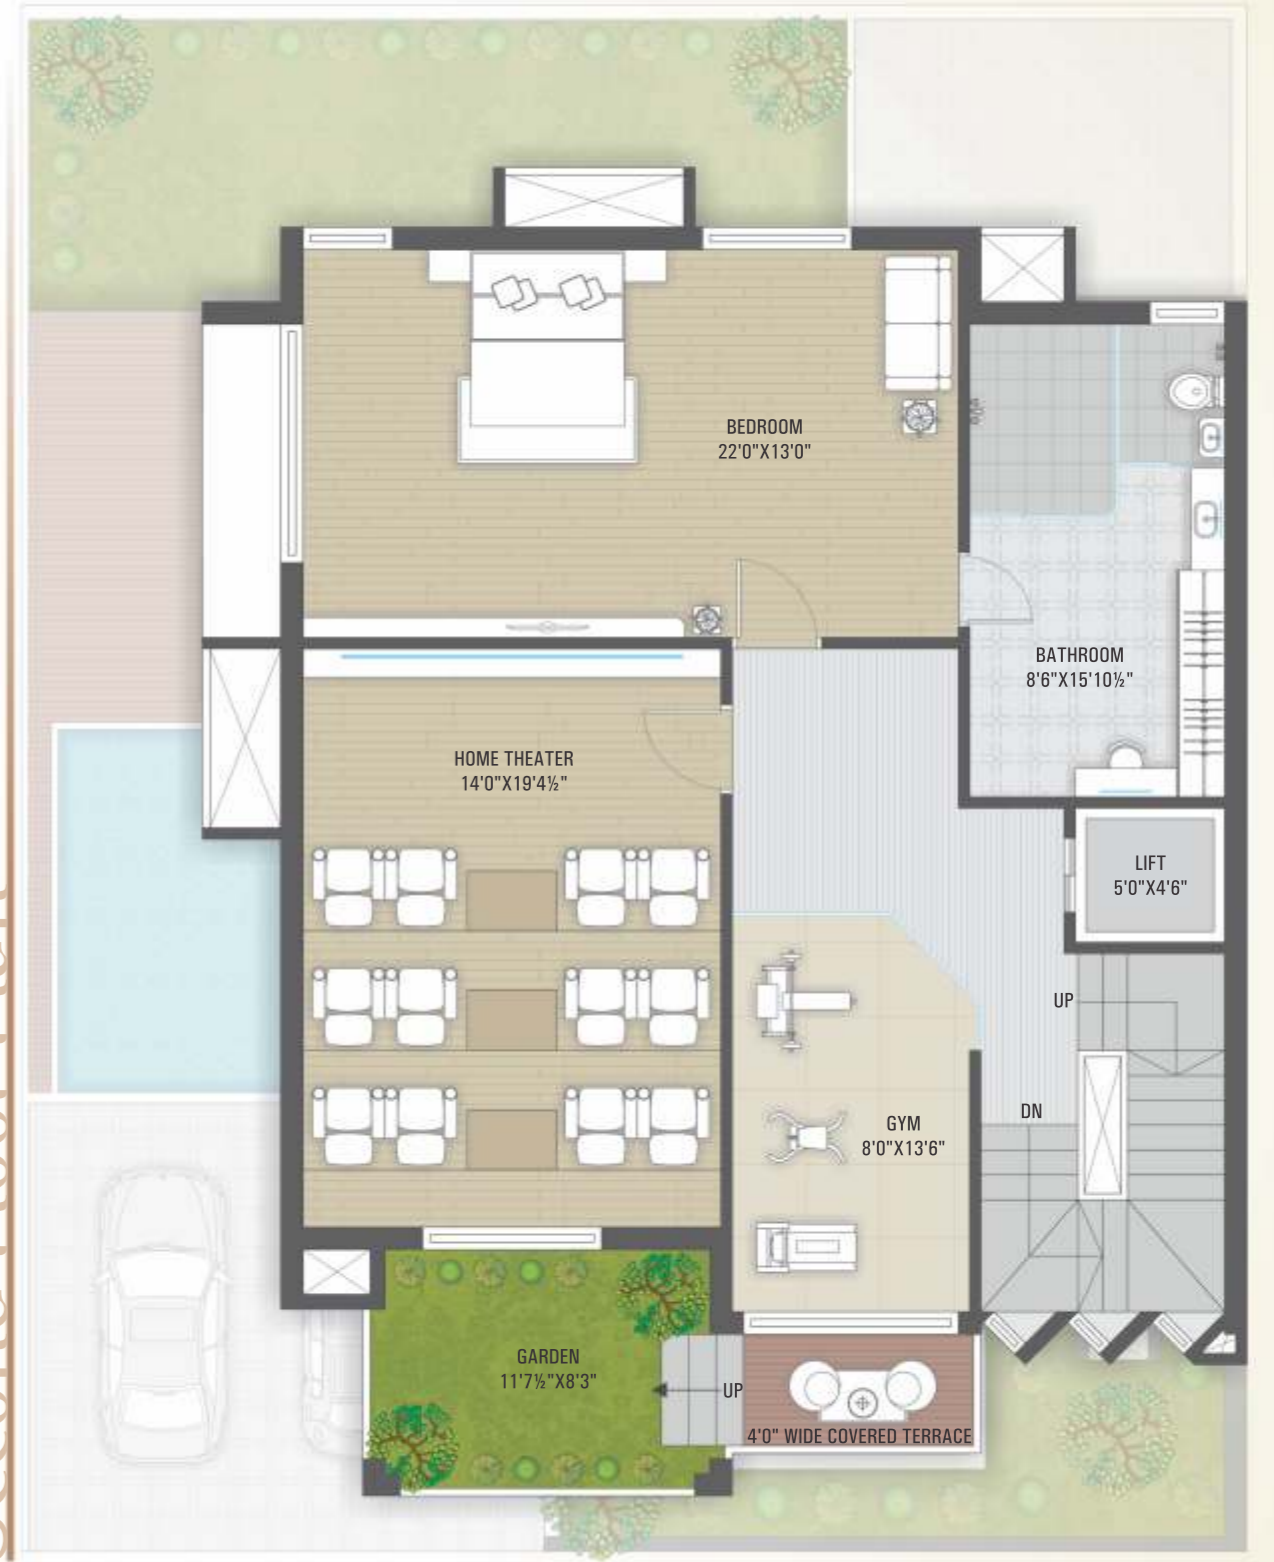 BEDROOM
22'0"X13'0"
BATHROOM
8'6"X15'10½"
HOME THEATER
14'0"X19'4½"
LIFT
5'0"X4'6"
UP
DN
GYM
8'0"X13'6"
GARDEN
11'7½"X8'3"
UP
4'0" WIDE COVERED TERRACE